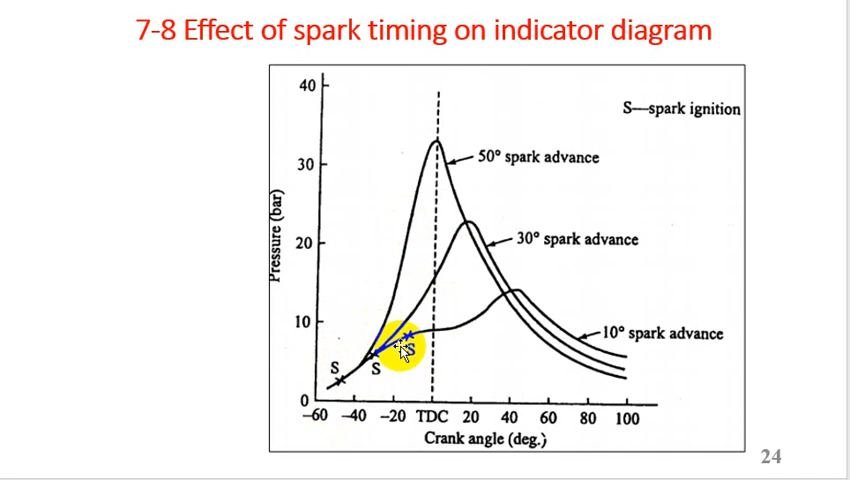 7-8 Effect of spark timing on indicator diagram
40
S—spark ignition
30
50° spark advance
Pressure (bar)
20
30° spark advance
10
10° spark advance
S
S
S
0
–60 –40 –20 TDC 20 40 60 80 100
Crank angle (deg.)
24